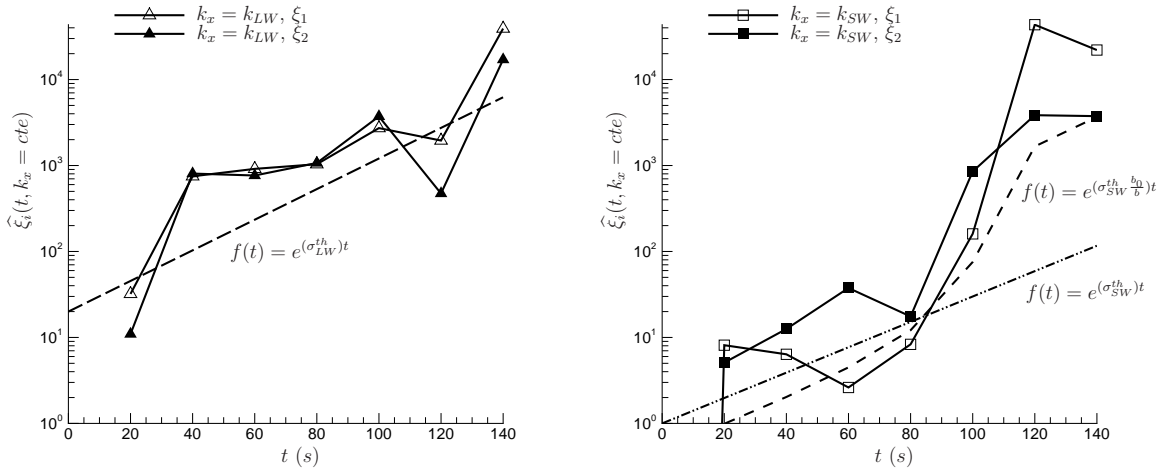 k_x = k_{LW}, ξ_1
k_x = k_{LW}, ξ_2
10^4
10^3
10^2
10^1
10^0
\hat{ξ}_i(t, k_x = cte)
f(t) = e^{(σ_{LW}^{th})t}
0 20 40 60 80 100 120 140
t (s)
k_x = k_{SW}, ξ_1
k_x = k_{SW}, ξ_2
10^4
10^3
10^2
10^1
10^0
\hat{ξ}_i(t, k_x = cte)
f(t) = e^{(σ_{SW}^{th} \frac{b_0}{b})t}
f(t) = e^{(σ_{SW}^{th})t}
0 20 40 60 80 100 120 140
t (s)